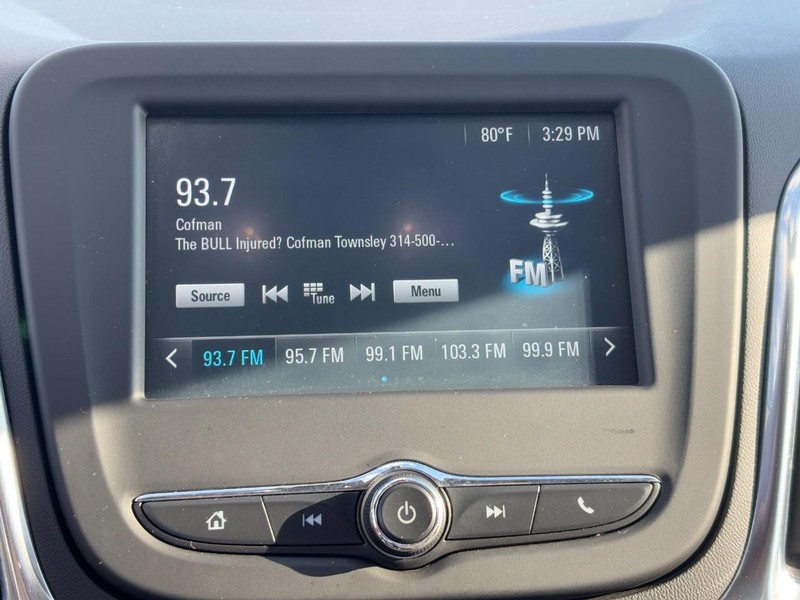 80°F 3:29 PM
93.7
Cofman
The BULL Injured? Cofman Townsley 314-500-...
FM
Source Tune Menu
93.7 FM 95.7 FM 99.1 FM 103.3 FM 99.9 FM